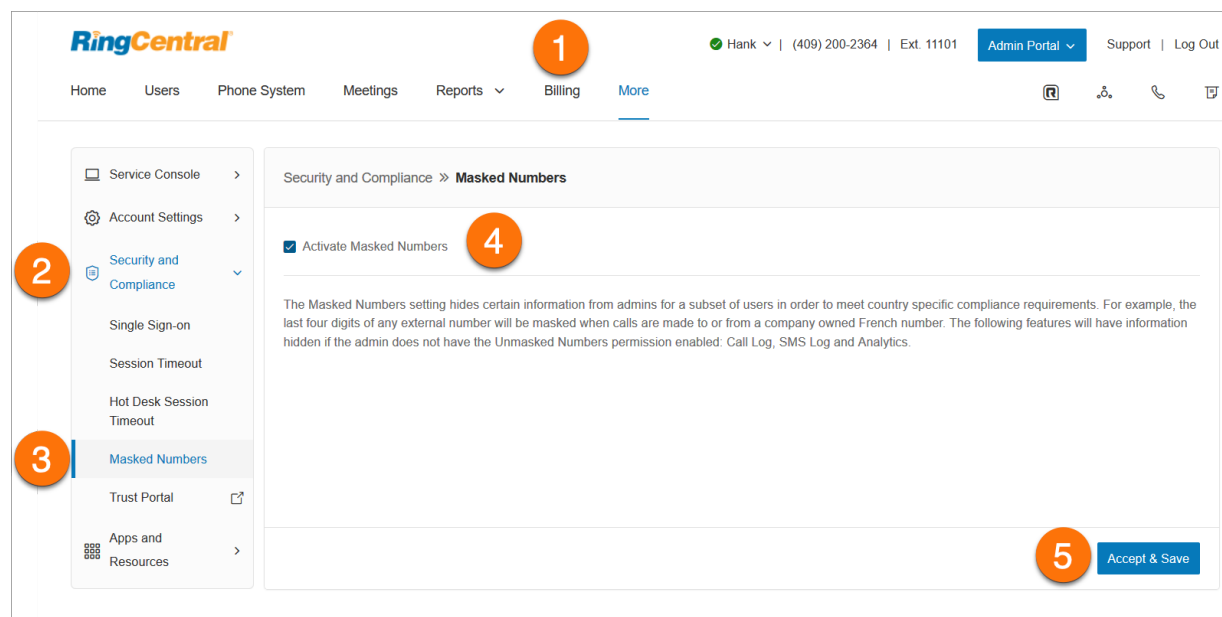 RingCentral
1
Hank | (409) 200-2364 | Ext. 11101 Admin Portal Support | Log Out
Home Users Phone System Meetings Reports Billing More
Service Console
Account Settings
2
Security and
Compliance
Single Sign-on
Session Timeout
Hot Desk Session
Timeout
3
Masked Numbers
Trust Portal
Apps and
Resources
Security and Compliance » Masked Numbers
Activate Masked Numbers
4
The Masked Numbers setting hides certain information from admins for a subset of users in order to meet country specific compliance requirements. For example, the
last four digits of any external number will be masked when calls are made to or from a company owned French number. The following features will have information
hidden if the admin does not have the Unmasked Numbers permission enabled: Call Log, SMS Log and Analytics.
5
Accept & Save